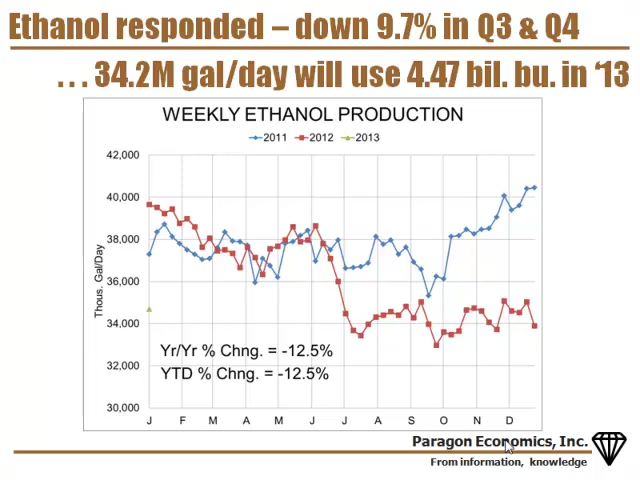 Ethanol responded – down 9.7% in Q3 & Q4
. . . 34.2M gal/day will use 4.47 bil. bu. in ‘13
WEEKLY ETHANOL PRODUCTION
2011 2012 2013
42,000
40,000
38,000
36,000
34,000
32,000
30,000
Thous. Gal/Day
Yr/Yr % Chng. = -12.5%
YTD % Chng. = -12.5%
J F M A M J J A S O N D
Paragon Economics, Inc.
From information, knowledge